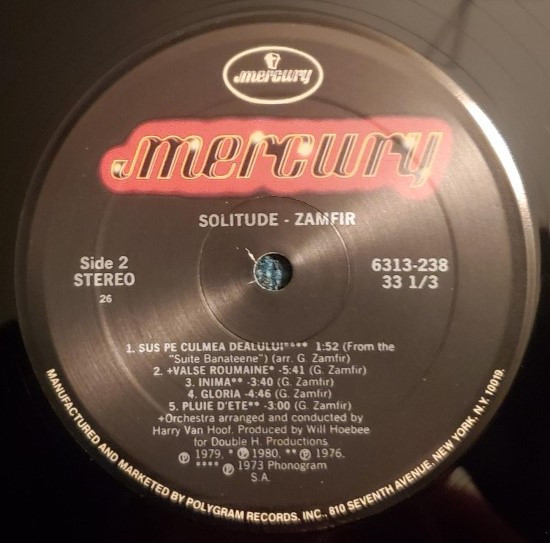 mercury
mercury
SOLITUDE - ZAMFIR
Side 2
STEREO
26
6313-238
33 1/3
1. SUS PE CULMEA DEALULUI**** 1:52 (From the
"Suite Banateene") (arr. G. Zamfir)
2. +VALSE ROUMAINE* -5:41 (G. Zamfir)
3. INIMA** -3:40 (G. Zamfir)
4. GLORIA -4:46 (G. Zamfir)
5. PLUIE D'ETE** -3:00 (G. Zamfir)
+Orchestra arranged and conducted by
Harry Van Hoof. Produced by Will Hoebee
for Double H. Productions
℗ 1979. * ℗ 1980. ** ℗ 1976.
**** ℗ 1973 Phonogram
S.A.
MANUFACTURED AND MARKETED BY POLYGRAM RECORDS, INC., 810 SEVENTH AVENUE, NEW YORK, N.Y. 10019.